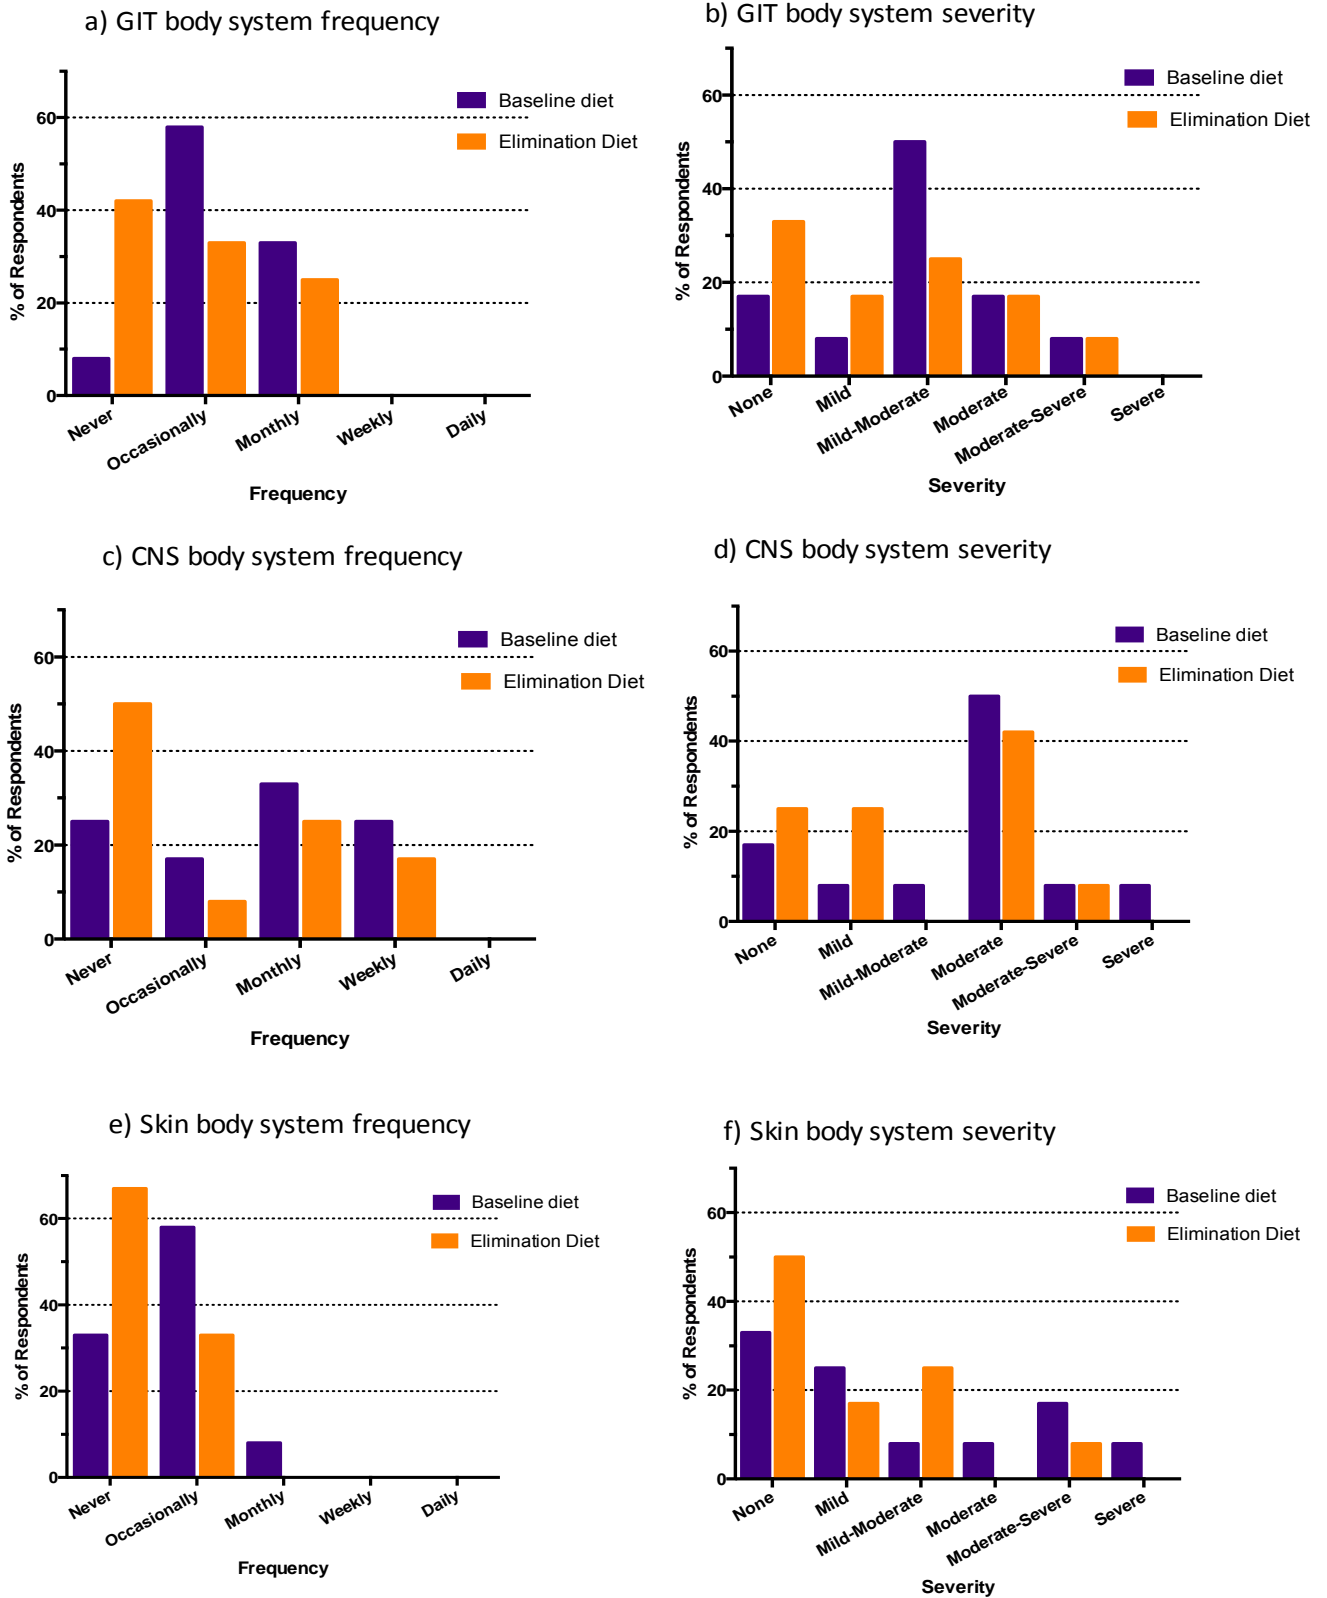 a) GIT body system frequency
% of Respondents
60
40
20
0
Baseline diet
Elimination Diet
Never
Occasionally
Monthly
Weekly
Daily
Frequency
b) GIT body system severity
% of Respondents
60
40
20
0
Baseline diet
Elimination Diet
None
Mild
Mild-Moderate
Moderate
Moderate-Severe
Severe
Severity
c) CNS body system frequency
% of Respondents
60
40
20
0
Baseline diet
Elimination Diet
Never
Occasionally
Monthly
Weekly
Daily
Frequency
d) CNS body system severity
% of Respondents
60
40
20
0
Baseline diet
Elimination Diet
None
Mild
Mild-Moderate
Moderate
Moderate-Severe
Severe
Severity
e) Skin body system frequency
% of Respondents
60
40
20
0
Baseline diet
Elimination Diet
Never
Occasionally
Monthly
Weekly
Daily
Frequency
f) Skin body system severity
% of Respondents
60
40
20
0
Baseline diet
Elimination Diet
None
Mild
Mild-Moderate
Moderate
Moderate-Severe
Severe
Severity